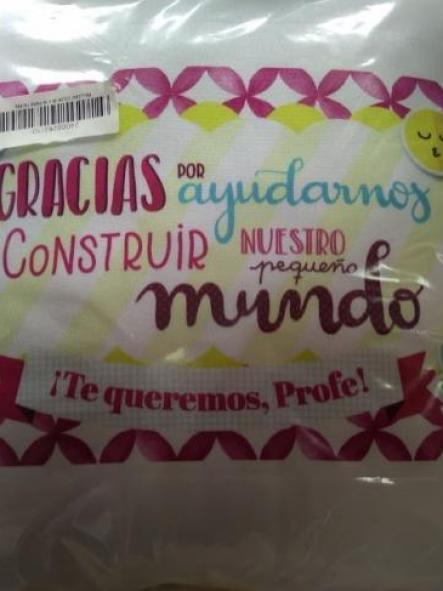 GRACIAS POR ayudarnos
CONSTRUIR NUESTRO
pequeño
mundo
¡Te queremos, Profe!